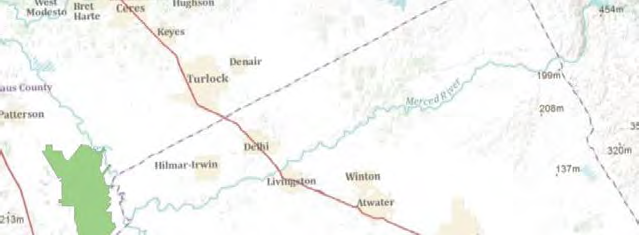 West
Modesto
Bret
Harte
Ceres
Hughson
Keyes
454m
Denair
Turlock
199m
aus County
Merced River
208m
Patterson
35
Delhi
320m
Hilmar-Irwin
137m
Livingston
Winton
Atwater
213m